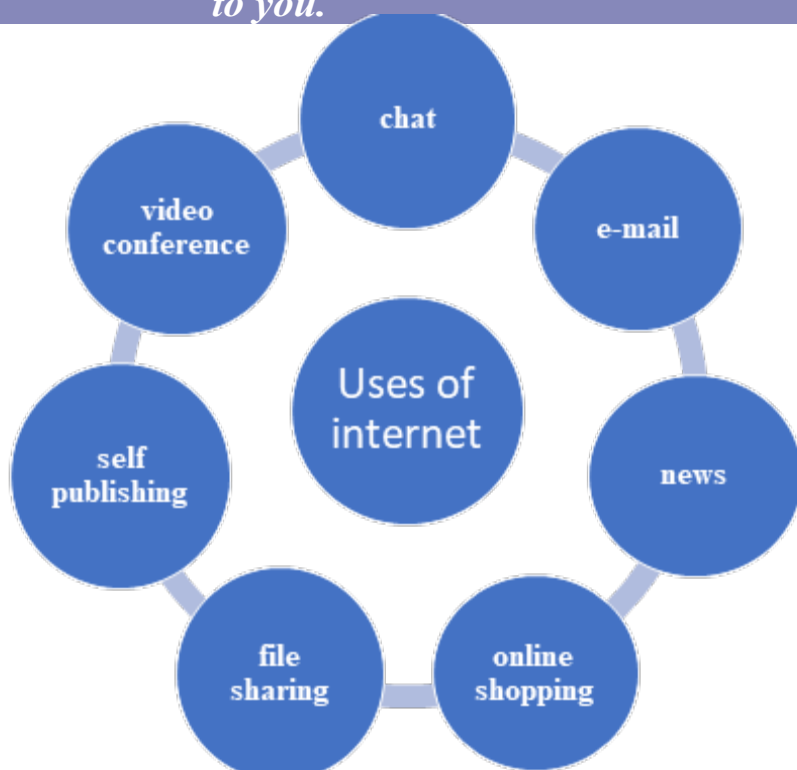 to you.
chat
e-mail
news
online
shopping
file
sharing
self
publishing
video
conference
Uses of
internet